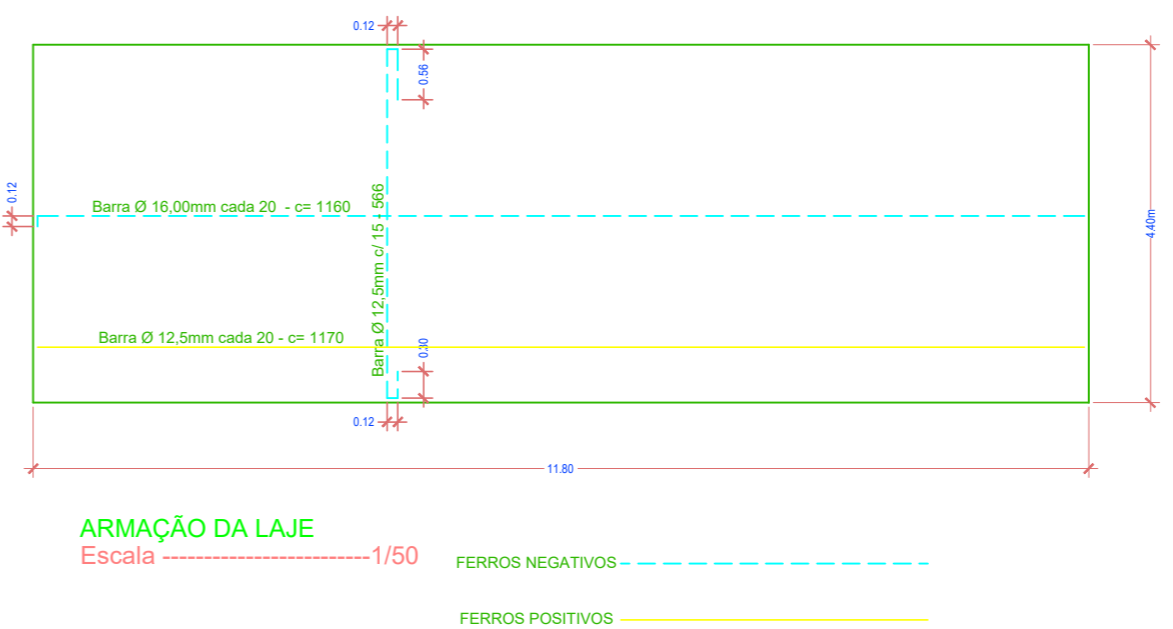 0.12
0.56
0.12
Barra Ø 16,00mm cada 20 - c= 1160
Barra Ø 12,5mm c/ 15 - 566
4.40m
Barra Ø 12,5mm cada 20 - c= 1170
0.30
0.12
11.80
ARMAÇÃO DA LAJE
Escala -------------------------1/50
FERROS NEGATIVOS
FERROS POSITIVOS